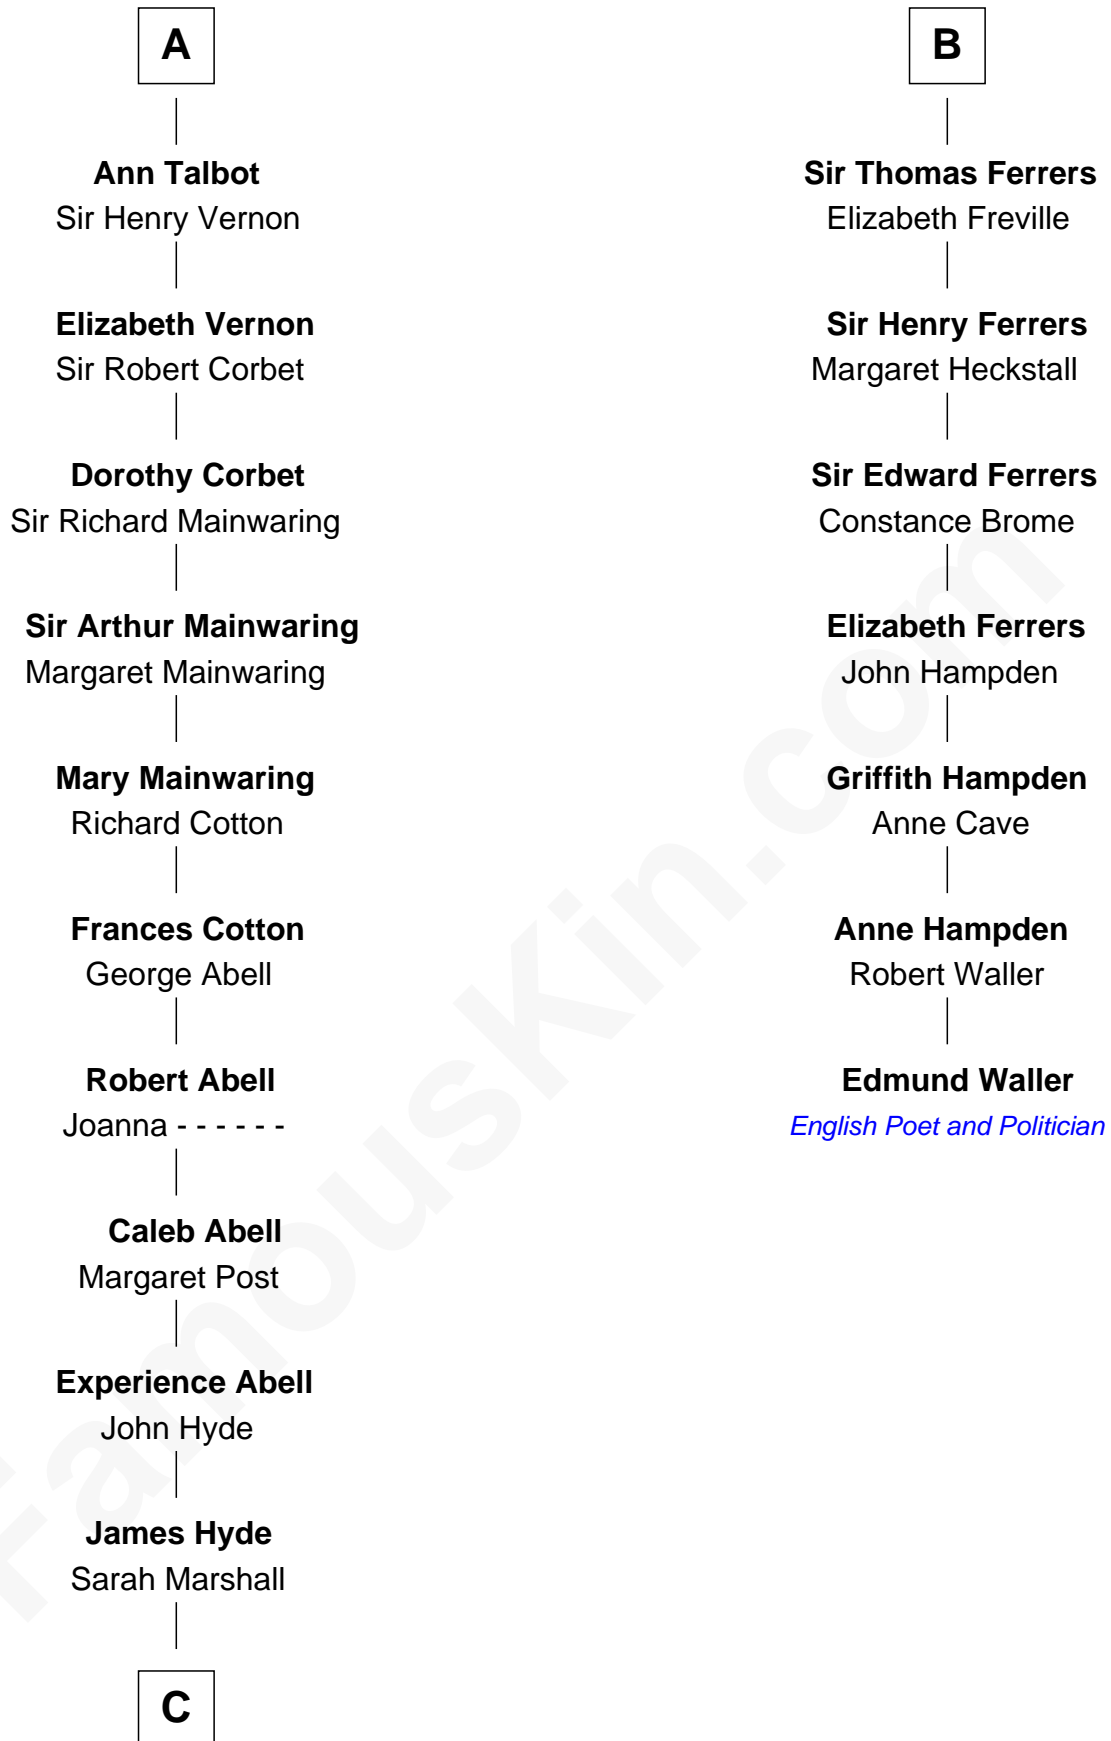 A
Ann Talbot
Sir Henry Vernon
Elizabeth Vernon
Sir Robert Corbet
Dorothy Corbet
Sir Richard Mainwaring
Sir Arthur Mainwaring
Margaret Mainwaring
Mary Mainwaring
Richard Cotton
Frances Cotton
George Abell
Robert Abell
Joanna - - - - - -
Caleb Abell
Margaret Post
Experience Abell
John Hyde
James Hyde
Sarah Marshall
C
B
Sir Thomas Ferrers
Elizabeth Freville
Sir Henry Ferrers
Margaret Heckstall
Sir Edward Ferrers
Constance Brome
Elizabeth Ferrers
John Hampden
Griffith Hampden
Anne Cave
Anne Hampden
Robert Waller
Edmund Waller
English Poet and Politician
FamousKin.com